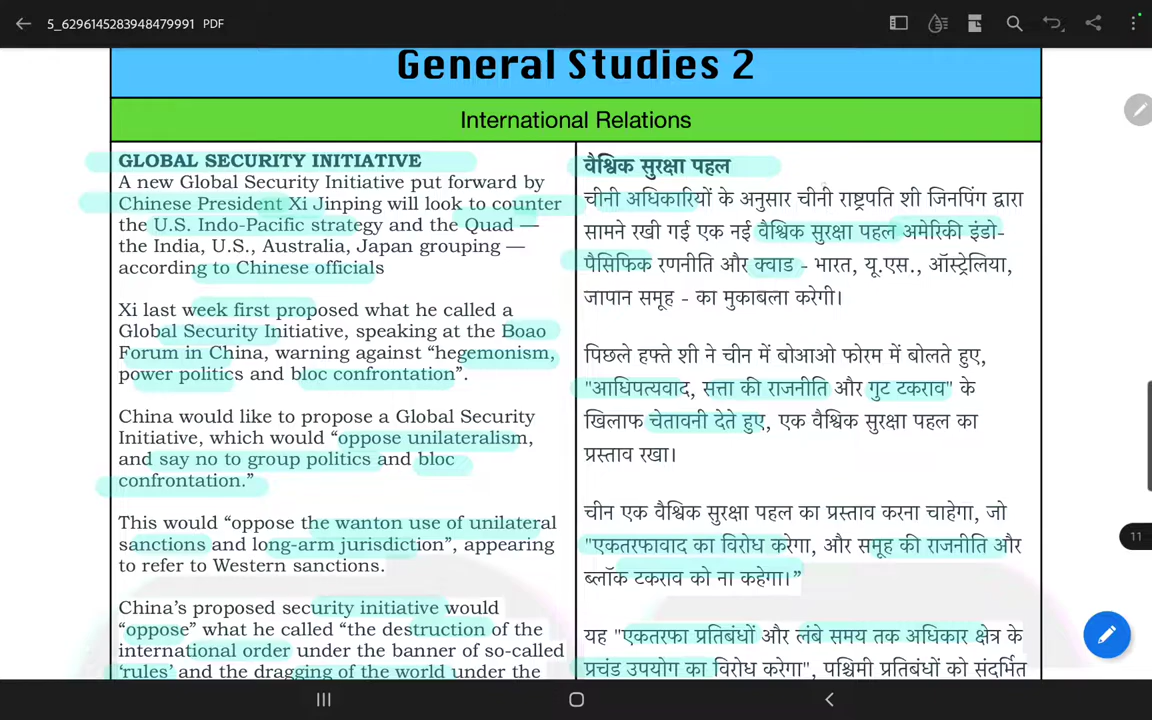 5_6296145283948479991 PDF
General Studies 2
International Relations
GLOBAL SECURITY INITIATIVE
A new Global Security Initiative put forward by
Chinese President Xi Jinping will look to counter
the U.S. Indo-Pacific strategy and the Quad —
the India, U.S., Australia, Japan grouping —
according to Chinese officials
Xi last week first proposed what he called a
Global Security Initiative, speaking at the Boao
Forum in China, warning against “hegemonism,
power politics and bloc confrontation”.
China would like to propose a Global Security
Initiative, which would “oppose unilateralism,
and say no to group politics and bloc
confrontation.”
This would “oppose the wanton use of unilateral
sanctions and long-arm jurisdiction”, appearing
to refer to Western sanctions.
China’s proposed security initiative would
“oppose” what he called “the destruction of the
international order under the banner of so-called
‘rules’ and the dragging of the world under the
वैश्विक सुरक्षा पहल
चीनी अधिकारियों के अनुसार चीनी राष्ट्रपति शी जिनपिंग द्वारा
सामने रखी गई एक नई वैश्विक सुरक्षा पहल अमेरिकी इंडो-
पैसिफिक रणनीति और क्वाड - भारत, यू.एस., ऑस्ट्रेलिया,
जापान समूह - का मुकाबला करेगी।
पिछले हफ्ते शी ने चीन में बोआओ फोरम में बोलते हुए,
"आधिपत्यवाद, सत्ता की राजनीति और गुट टकराव" के
खिलाफ चेतावनी देते हुए, एक वैश्विक सुरक्षा पहल का
प्रस्ताव रखा।
चीन एक वैश्विक सुरक्षा पहल का प्रस्ताव करना चाहेगा, जो
"एकतरफावाद का विरोध करेगा, और समूह की राजनीति और
ब्लॉक टकराव को ना कहेगा।”
यह "एकतरफा प्रतिबंधों और लंबे समय तक अधिकार क्षेत्र के
प्रचंड उपयोग का विरोध करेगा", पश्चिमी प्रतिबंधों को संदर्भित
11